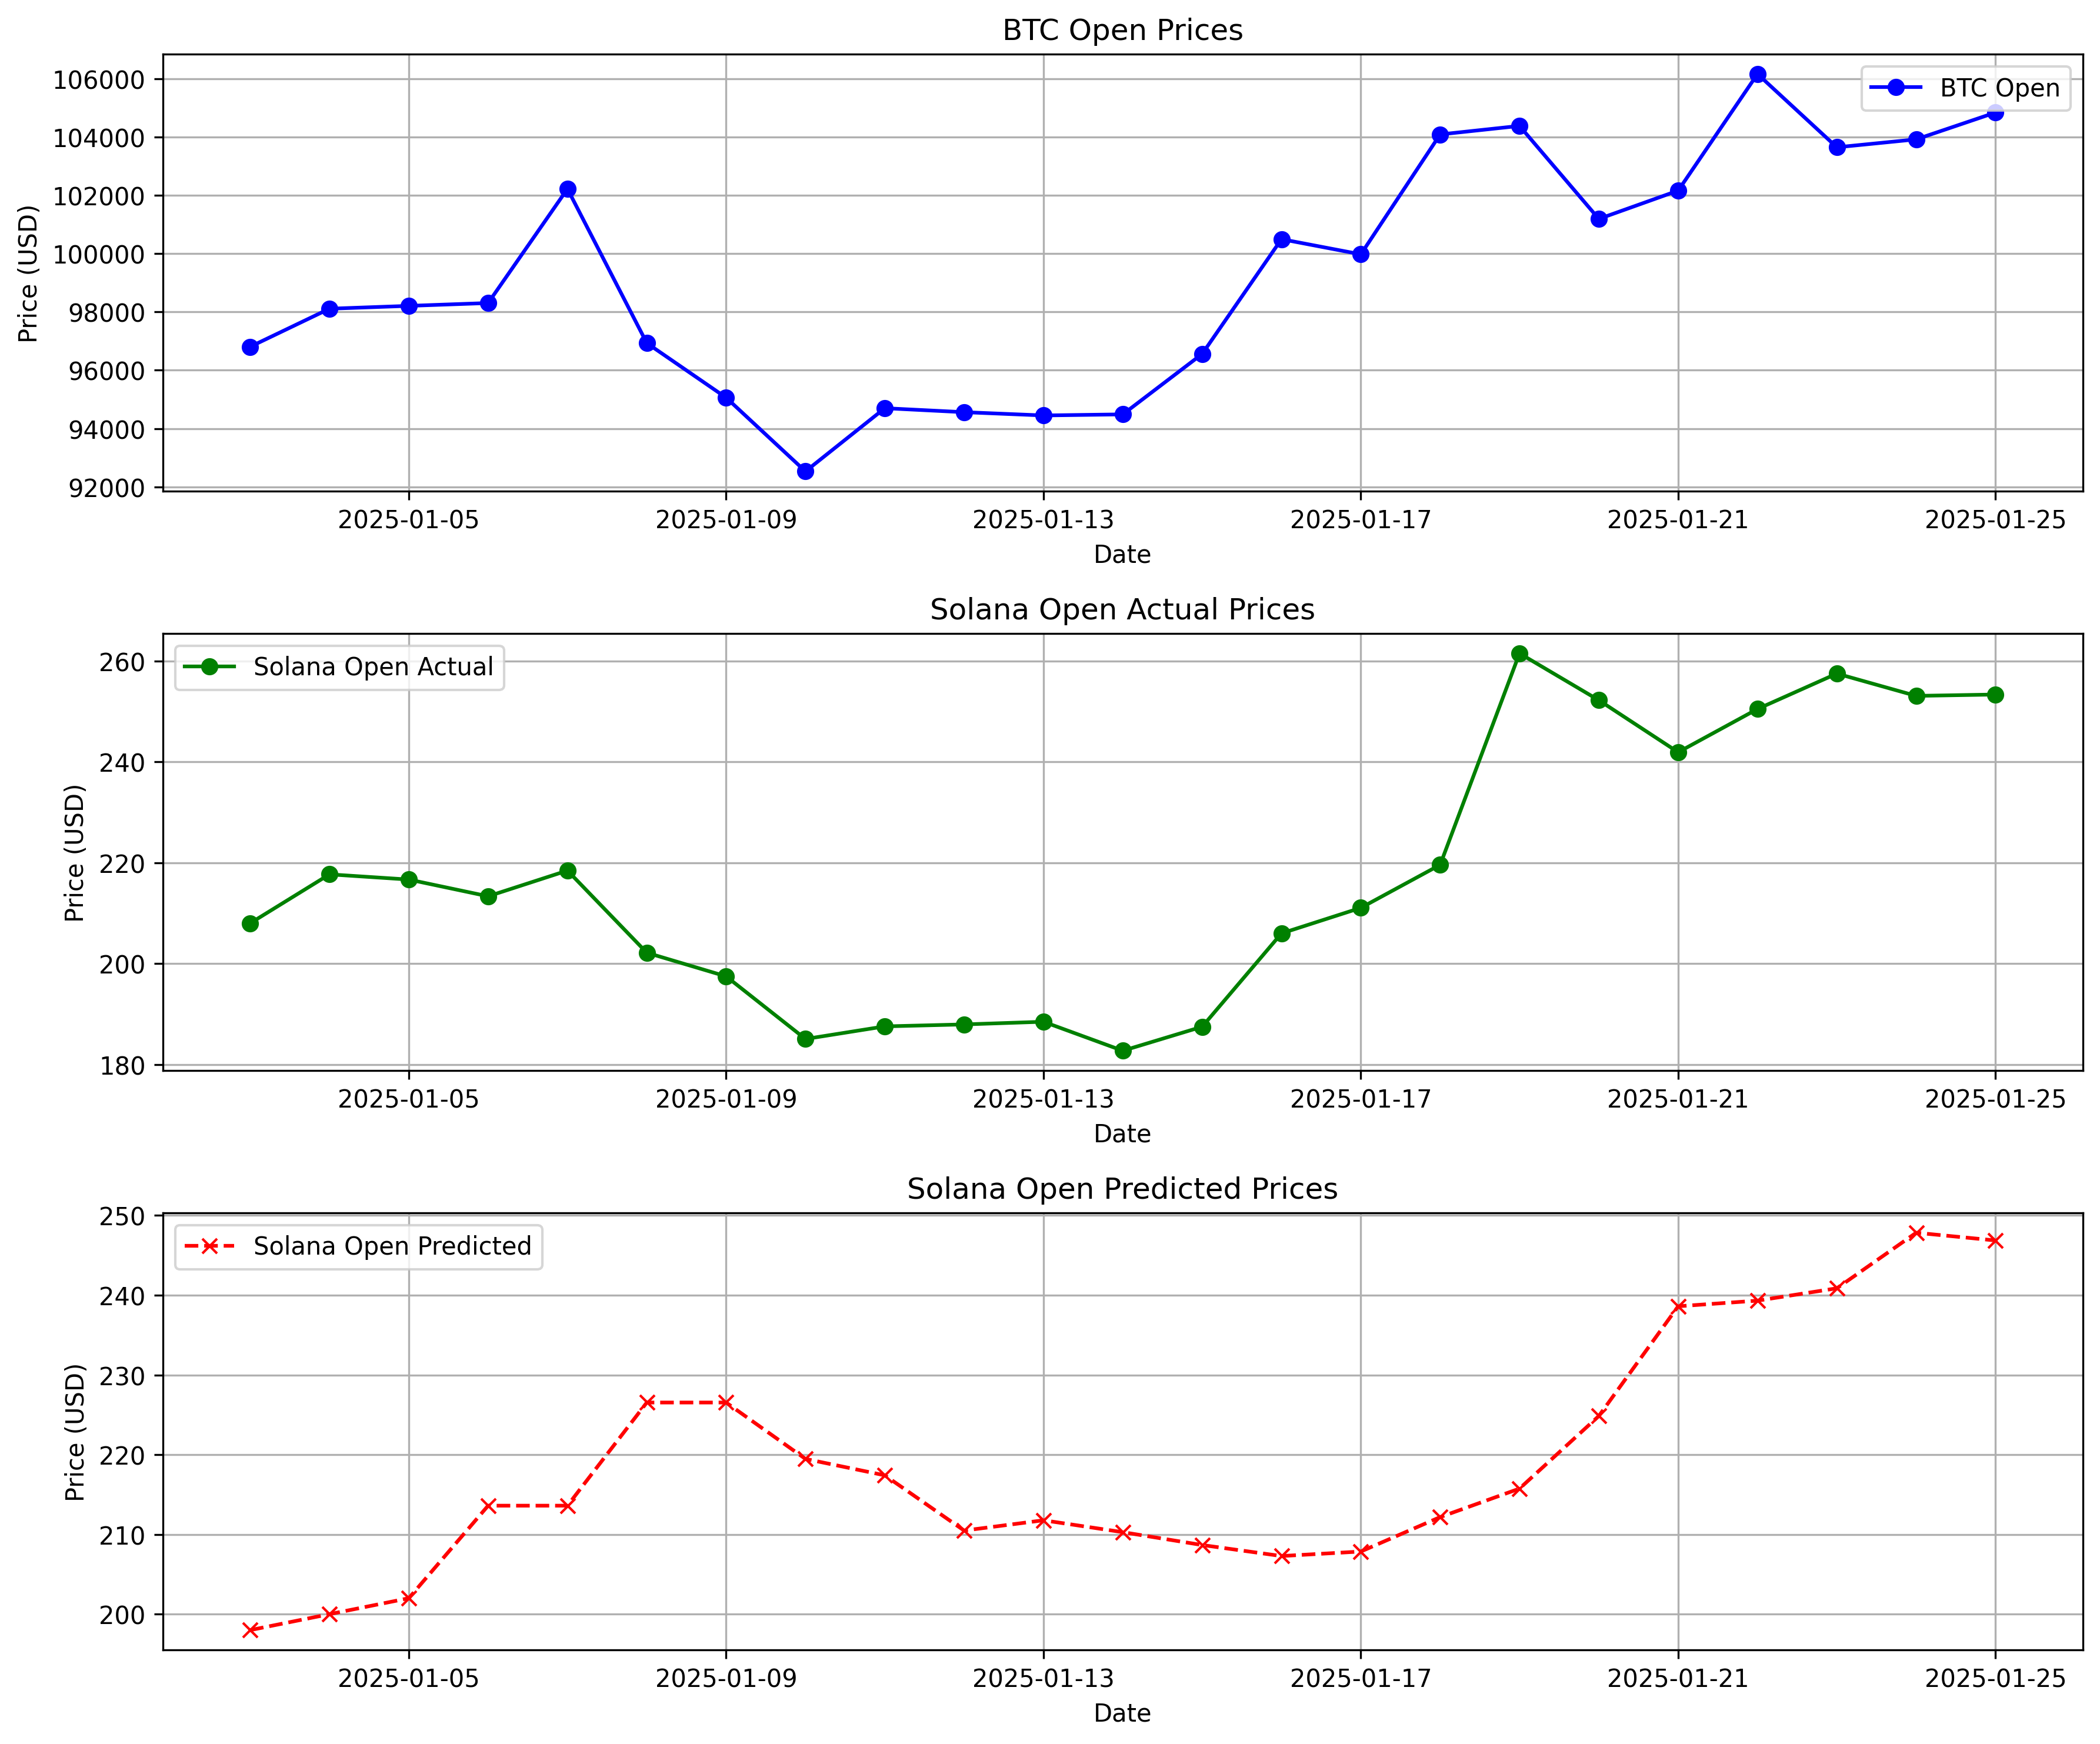 BTC Open Prices
BTC Open
106000
104000
102000
100000
98000
96000
94000
92000
Price (USD)
2025-01-05 2025-01-09 2025-01-13 2025-01-17 2025-01-21 2025-01-25
Date
Solana Open Actual Prices
Solana Open Actual
260
240
220
200
180
Price (USD)
2025-01-05 2025-01-09 2025-01-13 2025-01-17 2025-01-21 2025-01-25
Date
Solana Open Predicted Prices
Solana Open Predicted
250
240
230
220
210
200
Price (USD)
2025-01-05 2025-01-09 2025-01-13 2025-01-17 2025-01-21 2025-01-25
Date